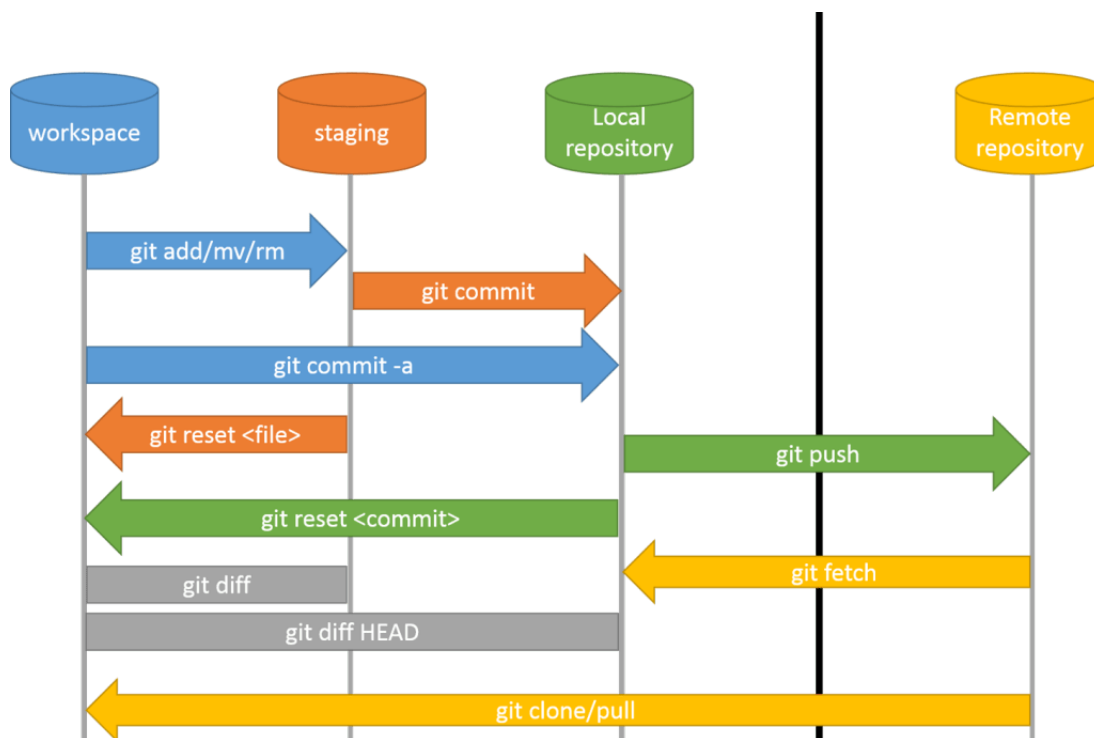 workspace
staging
Local
repository
Remote
repository
git add/mv/rm
git commit
git commit -a
git reset <file>
git push
git reset <commit>
git fetch
git diff
git diff HEAD
git clone/pull